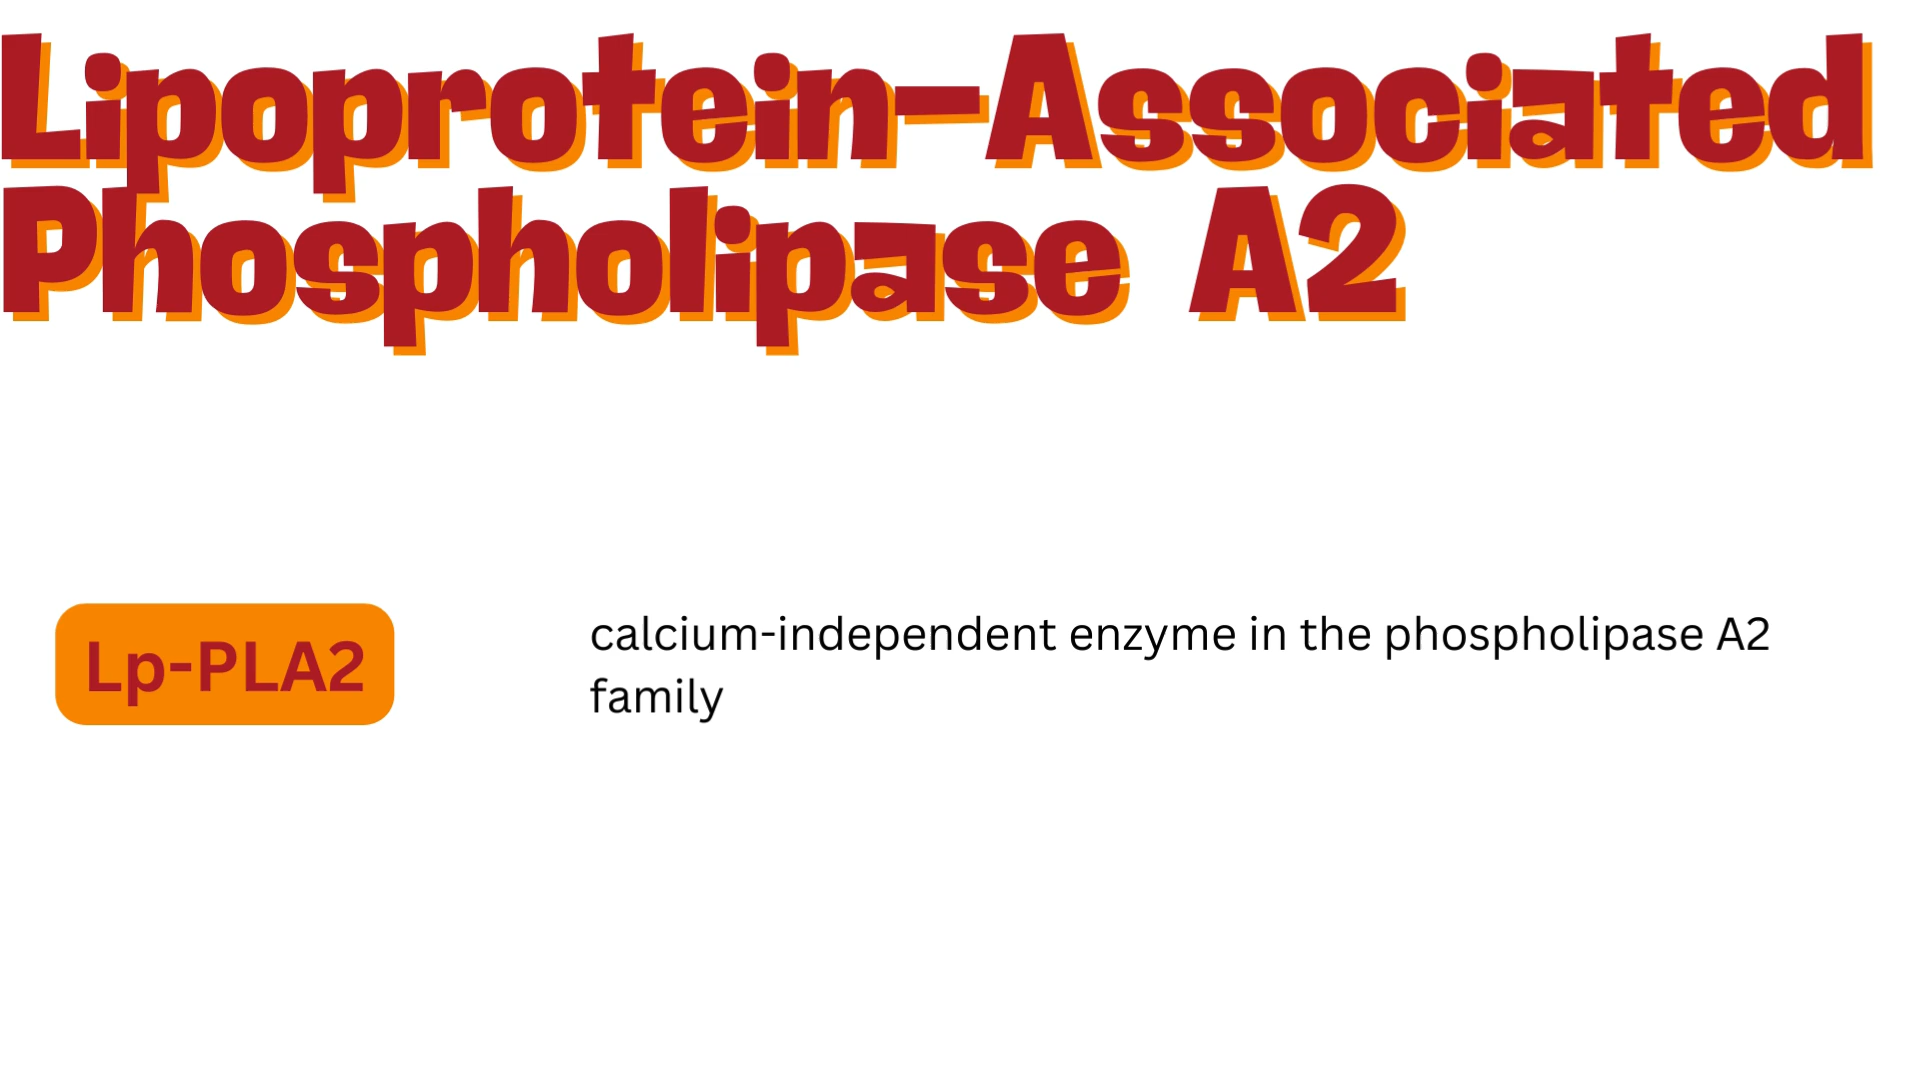 Lipoprotein-Associated
Phospholipase A2
Lp-PLA2
calcium-independent enzyme in the phospholipase A2
family